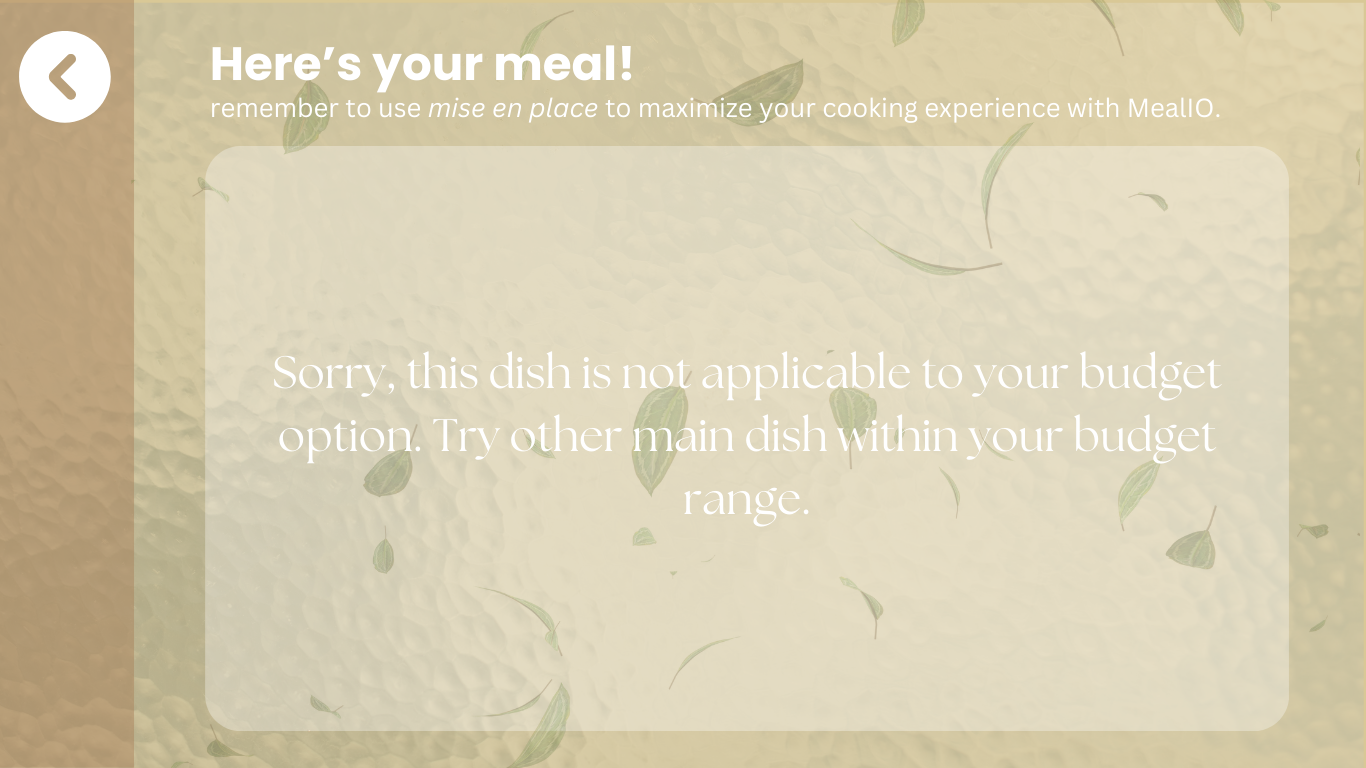 Here’s your meal!
remember to use mise en place to maximize your cooking experience with MealIO.
Sorry, this dish is not applicable to your budget
option. Try other main dish within your budget
range.